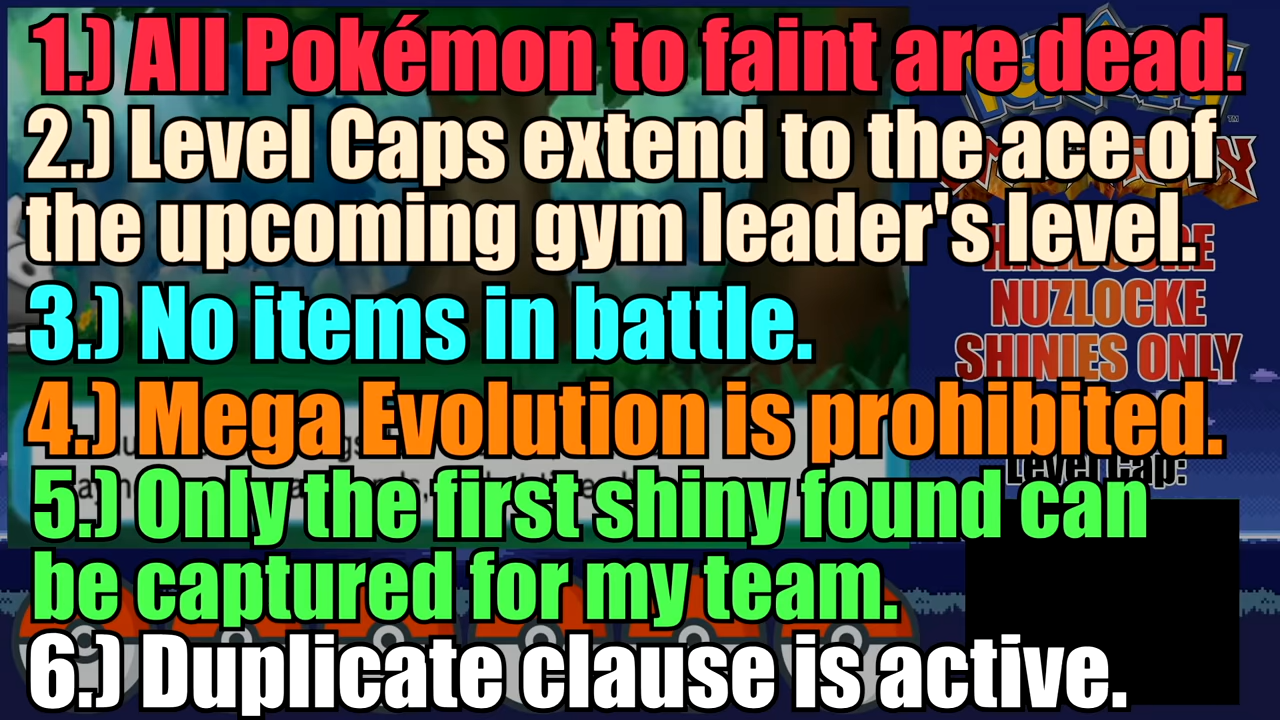 1.) All Pokémon to faint are dead.
2.) Level Caps extend to the ace of
the upcoming gym leader's level.
3.) No items in battle.
4.) Mega Evolution is prohibited.
5.) Only the first shiny found can
be captured for my team.
6.) Duplicate clause is active.
HARDCORE
NUZLOCKE
SHINIES ONLY
Level Cap: